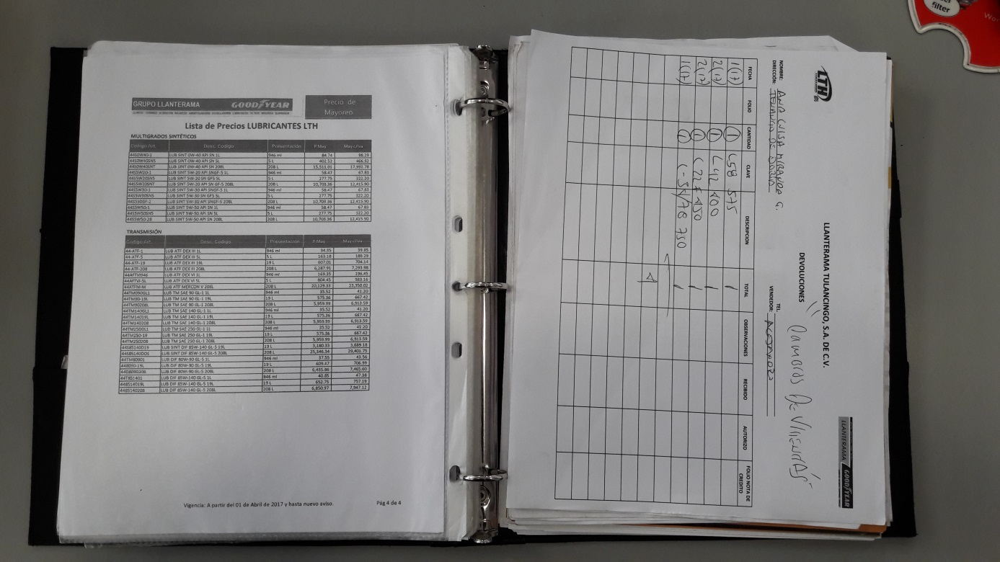 GRUPO LLANTERAMA GOODYEAR
Precio de
Mayoreo
Lista de Precios LUBRICANTES LTH
MULTIGRADOS SINTÉTICOS
Codigo Art. Desc. Codigo Presentación P.May May+Iva
44S0W40-1 LUB SINT 0W-40 API SN 1L 946 ml 84.74 98.29
44S0W40SN5 LUB SINT 0W-40 API SN 5L 5 L 402.52 466.92
44S0W40SNT LUB SINT 0W-40 API SN 208L 208 L 15,511.01 17,992.78
44S5W20-1 LUB SINT 5W-20 API SNGF-5 1L 946 ml 58.47 67.83
44S5W20SN5 LUB SINT 5W-20 SN GF5 5L 5 L 277.75 322.20
44S5W20SNT LUB SINT 5W-20 API SN GF-5 208L 208 L 10,703.36 12,415.90
44S5W30-1 LUB SINT 5W-30 API SNGF-5 1L 946 ml 58.47 67.83
44S5W30SN5 LUB SINT 5W-30 SN GF5 5L 5 L 277.75 322.20
LUB SINT 5W-30 API SNGF-5 208L 208 L 10,703.36 12,415.90
44S5W50-1 LUB SINT 5W-50 API SN 1L 946 ml 58.47 67.83
44S5W50SN5 LUB SINT 5W-50 API SN 5L 5 L 277.75 322.20
44S5W50-28 LUB SINT 5W-50 API SN 208L 208 L 10,703.36 12,415.90
TRANSMISIÓN
Codigo Art. Desc. Codigo Presentación P.May May+Iva
44-ATF-1 LUB ATF DEX III 1L 946 ml 34.35 39.85
44-ATF-5 LUB ATF DEX III 5L 5 L 163.18 189.29
44-ATF-19 LUB ATF DEX III 19L 19 L 607.01 704.14
44-ATF-208 LUB ATF DEX III 208L 208 L 6,287.91 7,293.98
44AFTVI946 LUB ATF DEX VI 1L 946 ml 169.35 196.45
44AFTVI-5L LUB ATF DEX VI 5L 5 L 804.45 933.16
44ATFM-M LUB ATF MERCON V 208L 208 L 20,129.33 23,350.02
44TM090GL1 LUB TM SAE 90 GL-1 1L 946 ml 35.52 41.20
44TM90-19L LUB TM SAE 90 GL-1 19L 19 L 575.36 667.42
44TM90208L LUB TM SAE 90 GL-1 208L 208 L 5,959.99 6,913.59
44TM140GL1 LUB TM SAE 140 GL-1 1L 946 ml 35.52 41.20
44TM14019L LUB TM SAE 140 GL-1 19L 19 L 575.36 667.42
44TM140208 LUB TM SAE 140 GL-1 208L 208 L 5,959.99 6,913.59
44TM250GL1 LUB TM SAE 250 GL-1 1L 946 ml 35.52 41.20
44TM250-19 LUB TM SAE 250 GL-1 19L 19 L 575.36 667.42
44TM250208 LUB TM SAE 250 GL-1 208L 208 L 5,959.99 6,913.59
44S85140D19 LUB SINT DIF 85W-140 GL-5 19L 19 L 3,180.33 3,689.18
44S85140DOS LUB SINT DIF 85W-140 GL-5 208L 208 L 25,346.34 29,401.75
44TM80901 LUB DIF 80W-90 GL-5 1L 946 ml 37.55 43.56
448090-19L LUB DIF 80W-90 GL-5 19L 19 L 609.47 706.99
44D8090208 LUB DIF 80W-90 GL-5 208L 208 L 6,435.86 7,465.60
44T851401 LUB DIF 85W-140 GL-5 1L 946 ml 40.85 47.38
448514019L LUB DIF 85W-140 GL-5 19L 19 L 652.75 757.19
4485140208 LUB DIF 85W-140 GL-5 208L 208 L 6,850.97 7,947.12
Vigencia: A partir del 01 de Abril de 2017 y hasta nuevo aviso. Pág 4 de 4
LTH
LLANTERAMA TULANCINGO, S.A. DE C.V.
LLANTERAMA GOODYEAR
DEVOLUCIONES
Cambios De Vitrinas
NOMBRE: ANA LUISA MIRANDA G. TEL.
DIRECCIÓN: TENANGO DE DORIA VENDEDOR:
FECHA FOLIO CANTIDAD CLAVE DESCRIPCION TOTAL OBSERVACIONES RECIBIDO AUTORIZO FOLIO NOTA DE CREDITO
1(17) 1 L58 575 1
2(17) 1 L42 400 1
2(17) 1 L22F 450 1
1(17) 1 L-34/78 750 1
4
filter